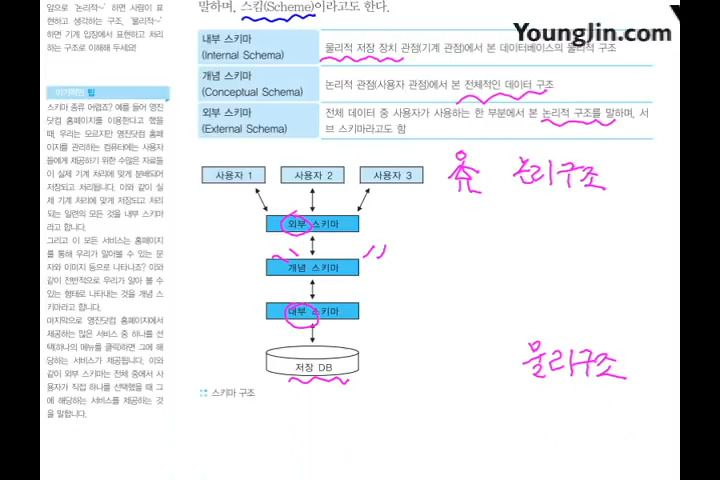 앞으로 '논리적~' 하면 사람이 표
현하고 생각하는 구조, '물리적~'
하면 기계 입장에서 표현하고 처리
하는 구조로 이해해 두세요!
말하며, 스킴(Scheme)이라고도 한다.
YoungJin.com
내부 스키마
(Internal Schema)
물리적 저장 장치 관점(기계 관점)에서 본 데이터베이스의 물리적 구조
개념 스키마
(Conceptual Schema)
논리적 관점(사용자 관점)에서 본 전체적인 데이터 구조
외부 스키마
(External Schema)
전체 데이터 중 사용자가 사용하는 한 부분에서 본 논리적 구조를 말하며, 서
브 스키마라고도 함
이기적인 팁
스키마 종류 어렵죠? 예를 들어 영진
닷컴 홈페이지를 이용한다고 했을
때, 우리는 모르지만 영진닷컴 홈페
이지를 관리하는 컴퓨터에는 사용자
들에게 제공하기 위한 수많은 자료들
이 실제 기계 처리에 맞게 분배되어
저장되고 처리됩니다. 이와 같이 실
제 기계 처리에 맞게 저장되고 처리
되는 일련의 모든 것을 내부 스키마
라고 합니다.
그리고 이 모든 서비스는 홈페이지
를 통해 우리가 알아볼 수 있는 문
자와 이미지 등으로 나타나죠? 이와
같이 전반적으로 우리가 알아 볼 수
있는 형태로 나타내는 것을 개념 스
키마라고 합니다.
마지막으로 영진닷컴 홈페이지에서
제공하는 많은 서비스 중 하나를 선
택(하나의 메뉴를 클릭)하면 그에 해
당하는 서비스가 제공됩니다. 이와
같이 외부 스키마는 전체 중에서 사
용자가 직접 하나를 선택했을 때 그
에 해당하는 서비스를 제공하는 것
을 말합니다.
사용자 1
사용자 2
사용자 3
논리구조
외부 스키마
개념 스키마
내부 스키마
저장 DB
물리구조
스키마 구조